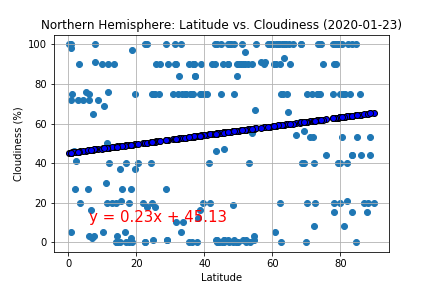 Northern Hemisphere: Latitude vs. Cloudiness (2020-01-23)
100
80
60
40
20
0
Cloudiness (%)
y = 0.23x + 45.13
0 20 40 60 80
Latitude